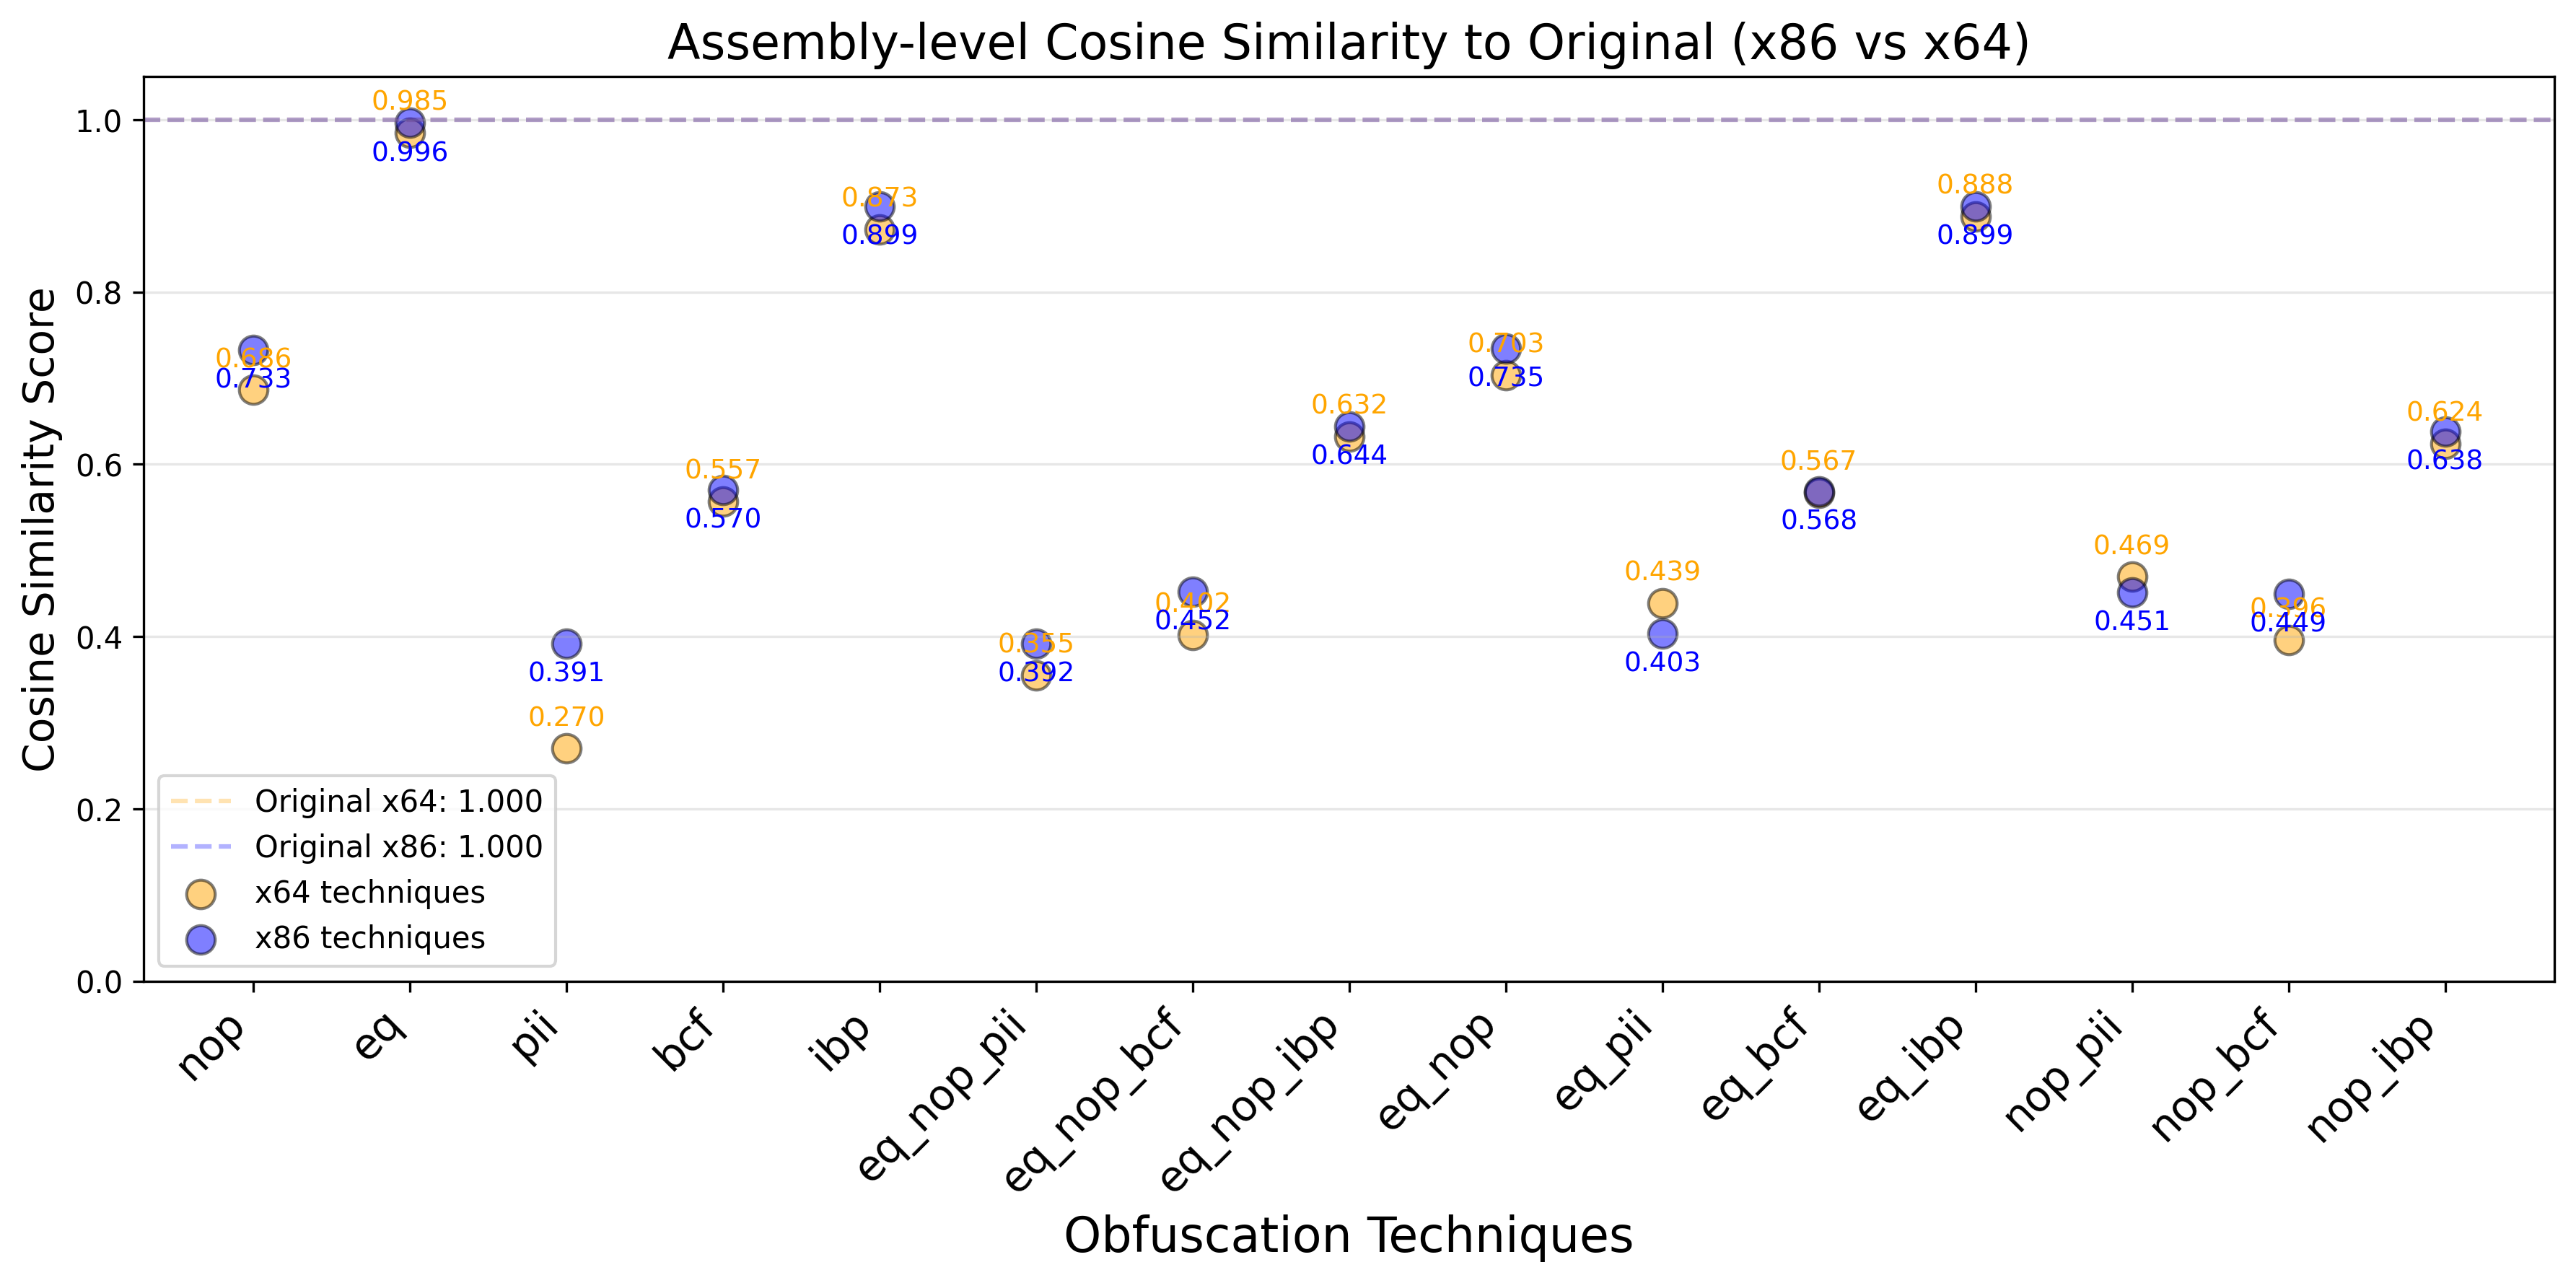 Assembly-level Cosine Similarity to Original (x86 vs x64)
Cosine Similarity Score
1.0
0.8
0.6
0.4
0.2
0.0
0.686
0.733
0.985
0.996
0.391
0.270
0.557
0.570
0.873
0.899
0.355
0.392
0.402
0.452
0.632
0.644
0.703
0.735
0.439
0.403
0.567
0.568
0.888
0.899
0.469
0.451
0.396
0.449
0.624
0.638
Original x64: 1.000
Original x86: 1.000
x64 techniques
x86 techniques
nop
eq
pii
bcf
ibp
eq_nop_pii
eq_nop_bcf
eq_nop_ibp
eq_nop
eq_pii
eq_bcf
eq_ibp
nop_pii
nop_bcf
nop_ibp
Obfuscation Techniques